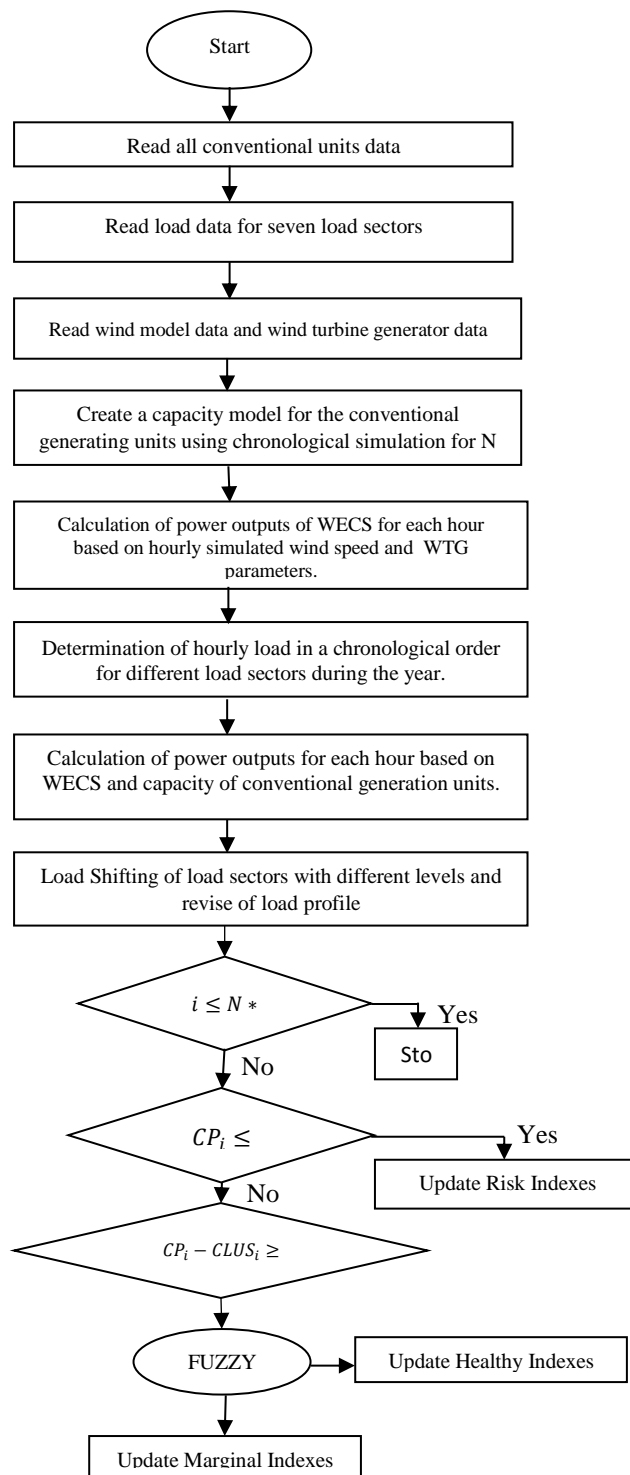 Start
Read all conventional units data
Read load data for seven load sectors
Read wind model data and wind turbine generator data
Create a capacity model for the conventional
generating units using chronological simulation for N
Calculation of power outputs of WECS for each hour
based on hourly simulated wind speed and WTG
parameters.
Determination of hourly load in a chronological order
for different load sectors during the year.
Calculation of power outputs for each hour based on
WECS and capacity of conventional generation units.
Load Shifting of load sectors with different levels and
revise of load profile
i ≤ N *
Yes
Sto
No
CP_i ≤
Yes
Update Risk Indexes
No
CP_i − CLUS_i ≥
FUZZY
Update Healthy Indexes
Update Marginal Indexes